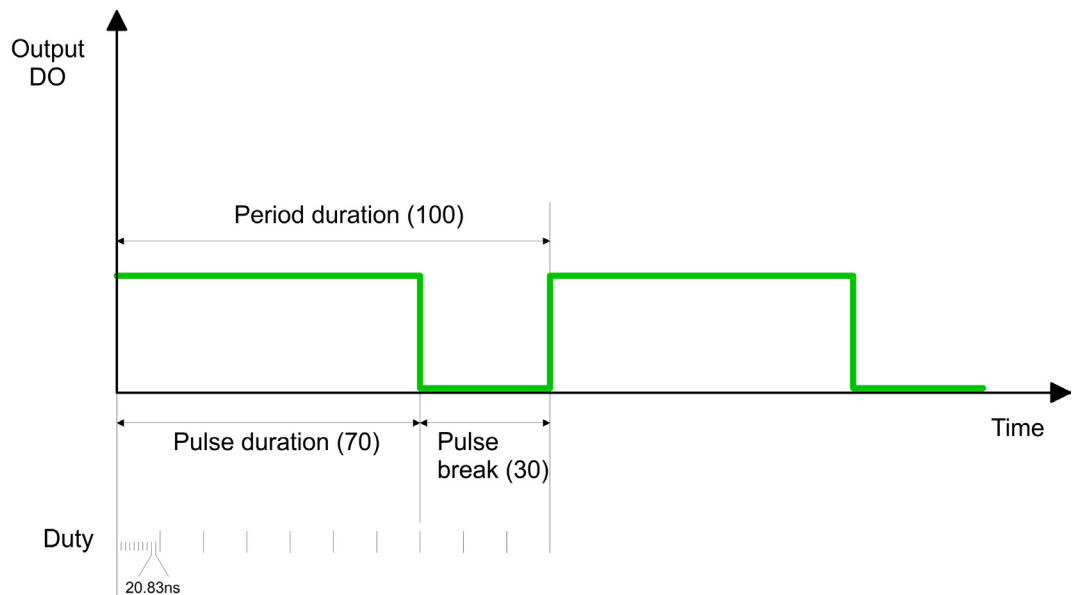 Output
DO
Period duration (100)
Pulse duration (70)
Pulse
break (30)
Time
Duty
20.83ns